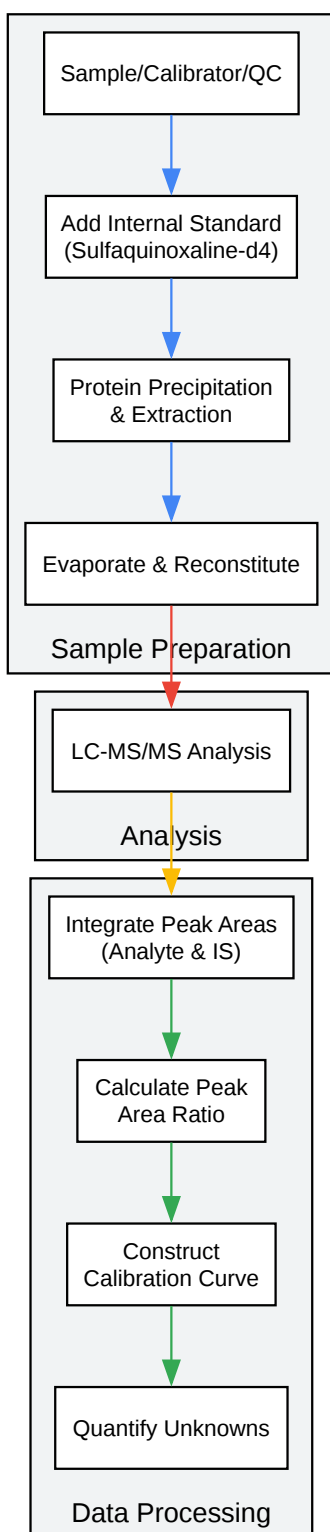 Sample/Calibrator/QC
Add Internal Standard
(Sulfaquinoxaline-d4)
Protein Precipitation
& Extraction
Evaporate & Reconstitute
Sample Preparation
LC-MS/MS Analysis
Analysis
Integrate Peak Areas
(Analyte & IS)
Calculate Peak
Area Ratio
Construct
Calibration Curve
Quantify Unknowns
Data Processing